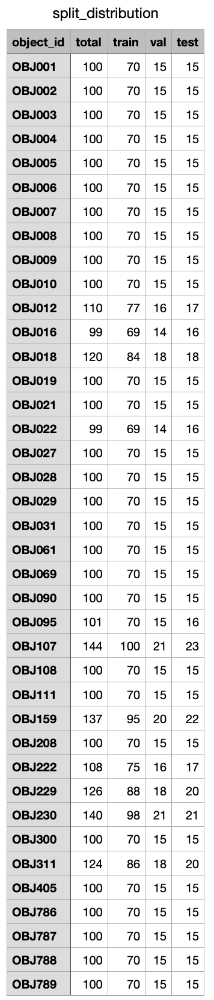 split_distribution
object_id total train val test
OBJ001 100 70 15 15
OBJ002 100 70 15 15
OBJ003 100 70 15 15
OBJ004 100 70 15 15
OBJ005 100 70 15 15
OBJ006 100 70 15 15
OBJ007 100 70 15 15
OBJ008 100 70 15 15
OBJ009 100 70 15 15
OBJ010 100 70 15 15
OBJ012 110 77 16 17
OBJ016 99 69 14 16
OBJ018 120 84 18 18
OBJ019 100 70 15 15
OBJ021 100 70 15 15
OBJ022 99 69 14 16
OBJ027 100 70 15 15
OBJ028 100 70 15 15
OBJ029 100 70 15 15
OBJ031 100 70 15 15
OBJ061 100 70 15 15
OBJ069 100 70 15 15
OBJ090 100 70 15 15
OBJ095 101 70 15 16
OBJ107 144 100 21 23
OBJ108 100 70 15 15
OBJ111 100 70 15 15
OBJ159 137 95 20 22
OBJ208 100 70 15 15
OBJ222 108 75 16 17
OBJ229 126 88 18 20
OBJ230 140 98 21 21
OBJ300 100 70 15 15
OBJ311 124 86 18 20
OBJ405 100 70 15 15
OBJ786 100 70 15 15
OBJ787 100 70 15 15
OBJ788 100 70 15 15
OBJ789 100 70 15 15